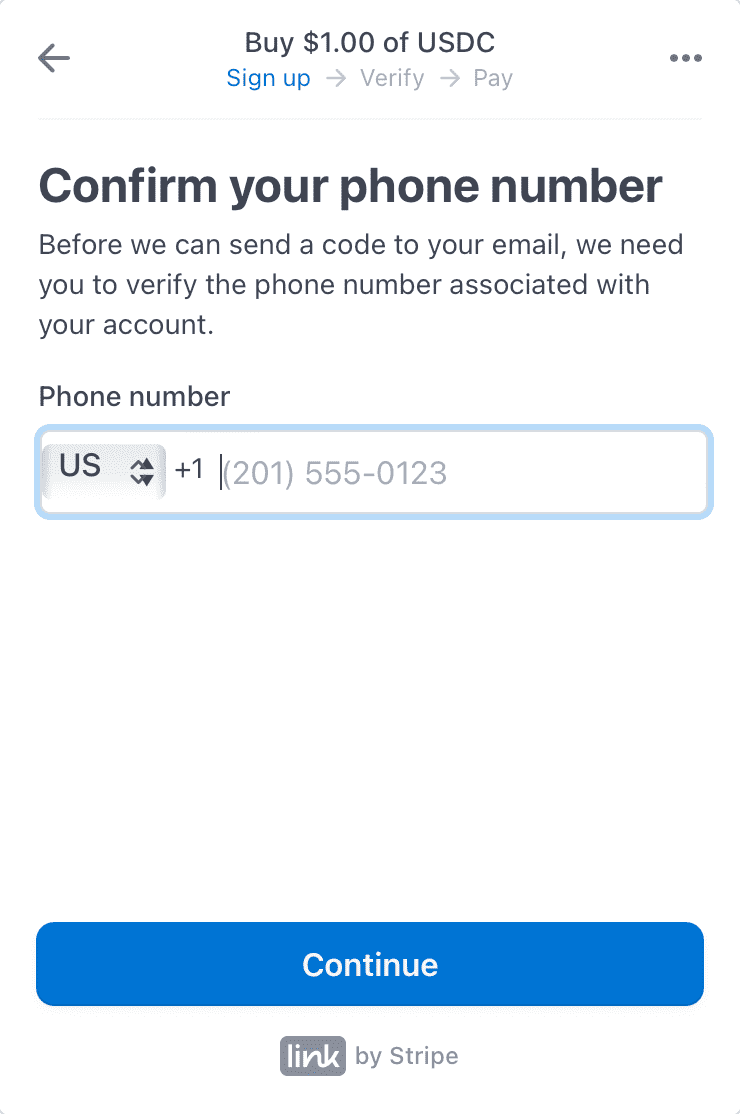 Buy $1.00 of USDC
Sign up → Verify → Pay
Confirm your phone number
Before we can send a code to your email, we need
you to verify the phone number associated with
your account.
Phone number
US +1 (201) 555-0123
Continue
link by Stripe